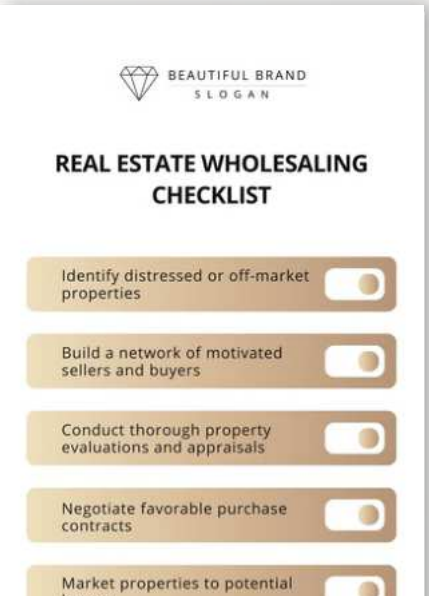 BEAUTIFUL BRAND
SLOGAN
REAL ESTATE WHOLESALING
CHECKLIST
Identify distressed or off-market
properties
Build a network of motivated
sellers and buyers
Conduct thorough property
evaluations and appraisals
Negotiate favorable purchase
contracts
Market properties to potential